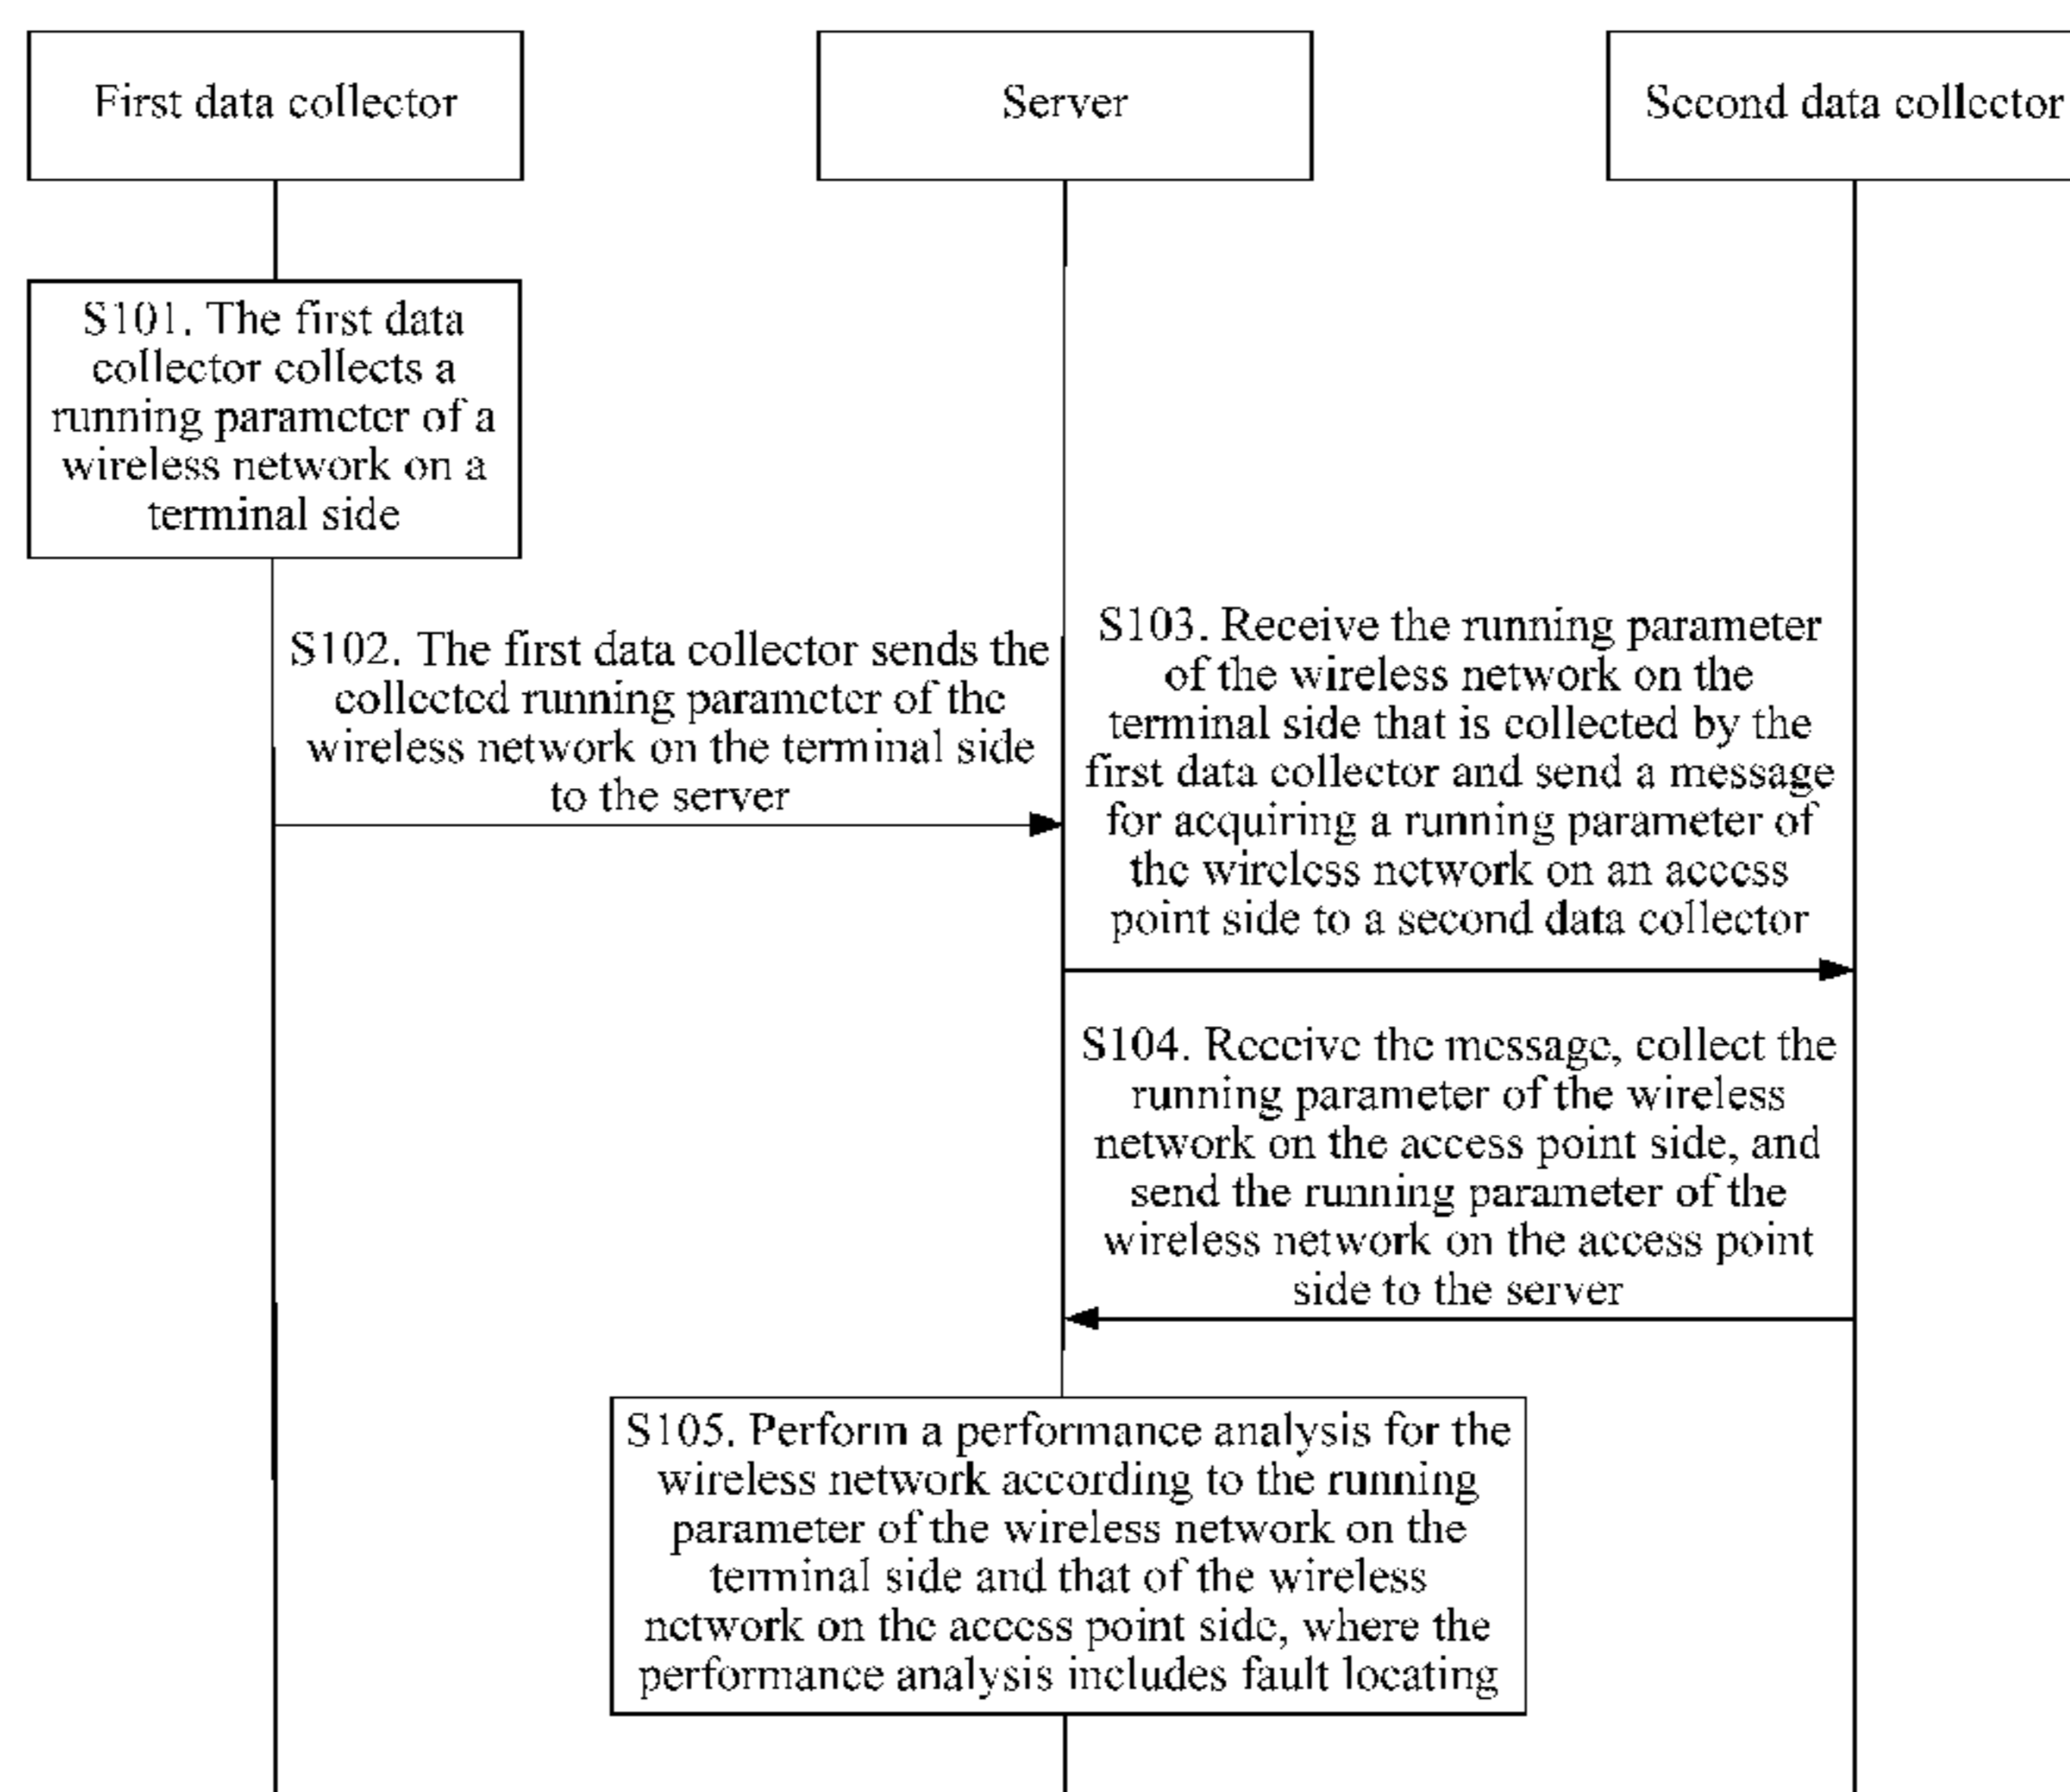 First data collector
Server
Second data collector
S101. The first data
collector collects a
running parameter of a
wireless network on a
terminal side
S102. The first data collector sends the
collected running parameter of the
wireless network on the terminal side
to the server
S103. Receive the running parameter
of the wireless network on the
terminal side that is collected by the
first data collector and send a message
for acquiring a running parameter of
the wireless network on an access
point side to a second data collector
S104. Receive the message, collect the
running parameter of the wireless
network on the access point side, and
send the running parameter of the
wireless network on the access point
side to the server
S105. Perform a performance analysis for the
wireless network according to the running
parameter of the wireless network on the
terminal side and that of the wireless
network on the access point side, where the
performance analysis includes fault locating